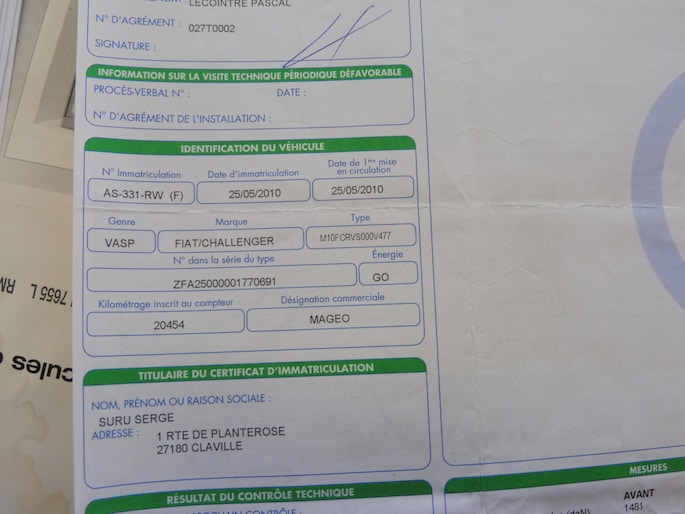 LECOINTRE PASCAL
N° D'AGRÉMENT : 027T0002
SIGNATURE :
INFORMATION SUR LA VISITE TECHNIQUE PÉRIODIQUE DÉFAVORABLE
PROCÈS-VERBAL N° : DATE :
N° D'AGRÉMENT DE L'INSTALLATION :
IDENTIFICATION DU VÉHICULE
N° Immatriculation Date d'immatriculation Date de 1ère mise en circulation
AS-331-RW (F) 25/05/2010 25/05/2010
Genre Marque Type
VASP FIAT/CHALLENGER M10FCRVS000V477
N° dans la série du type Énergie
ZFA25000001770691 GO
Kilométrage inscrit au compteur Désignation commerciale
20454 MAGEO
TITULAIRE DU CERTIFICAT D'IMMATRICULATION
NOM, PRÉNOM OU RAISON SOCIALE :
SURU SERGE
ADRESSE : 1 RTE DE PLANTEROSE
27180 CLAVILLE
RÉSULTAT DU CONTRÔLE TECHNIQUE
MESURES
AVANT
1481
7655 L RM
cules